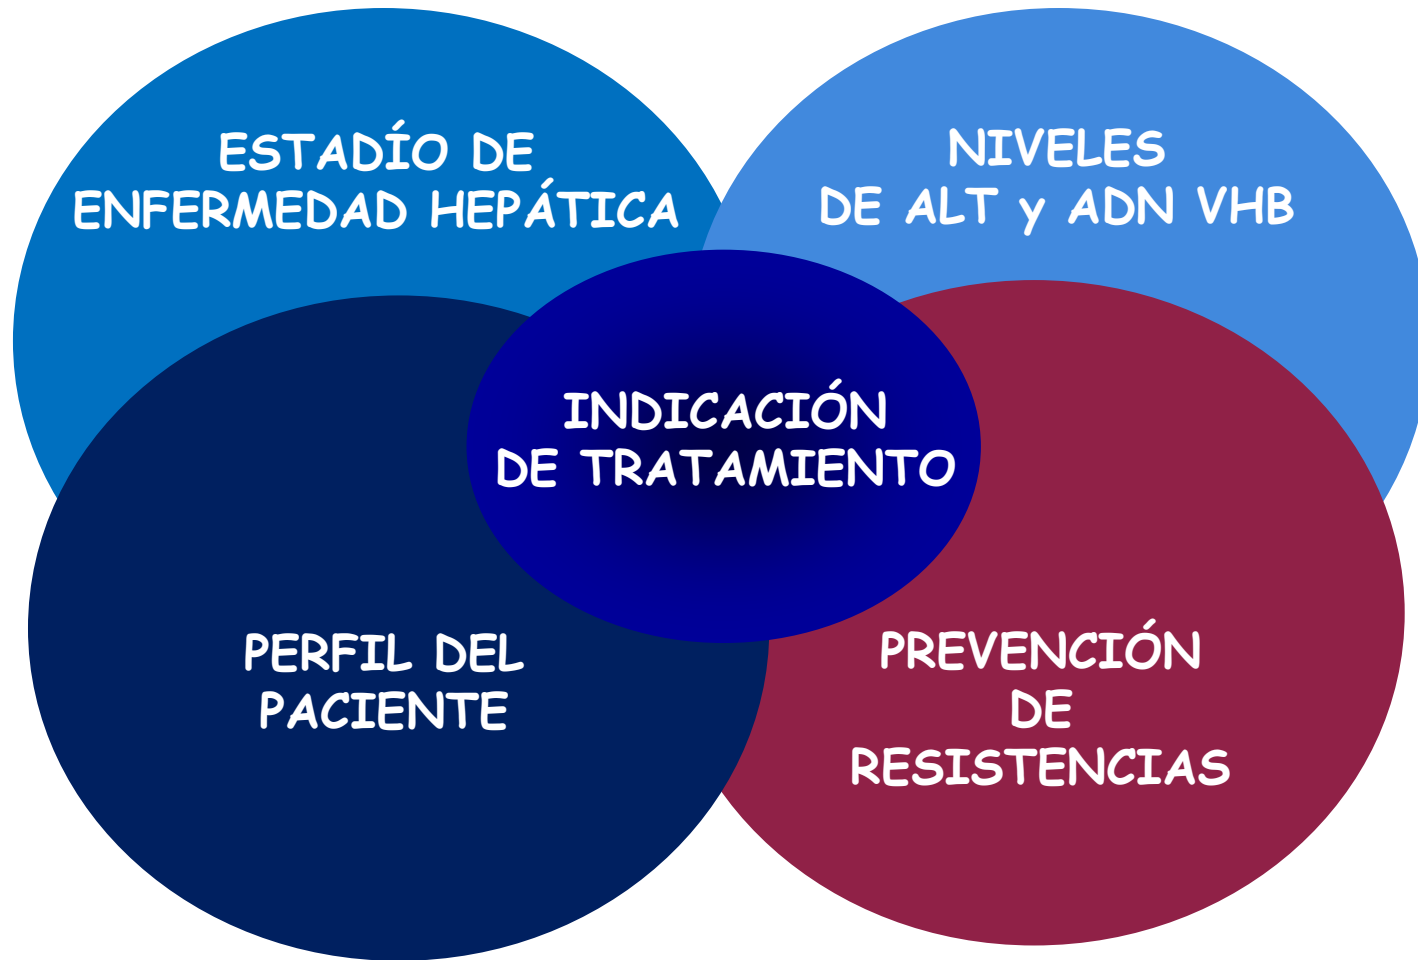 ESTADÍO DE
ENFERMEDAD HEPÁTICA
NIVELES
DE ALT y ADN VHB
INDICACIÓN
DE TRATAMIENTO
PERFIL DEL
PACIENTE
PREVENCIÓN
DE
RESISTENCIAS